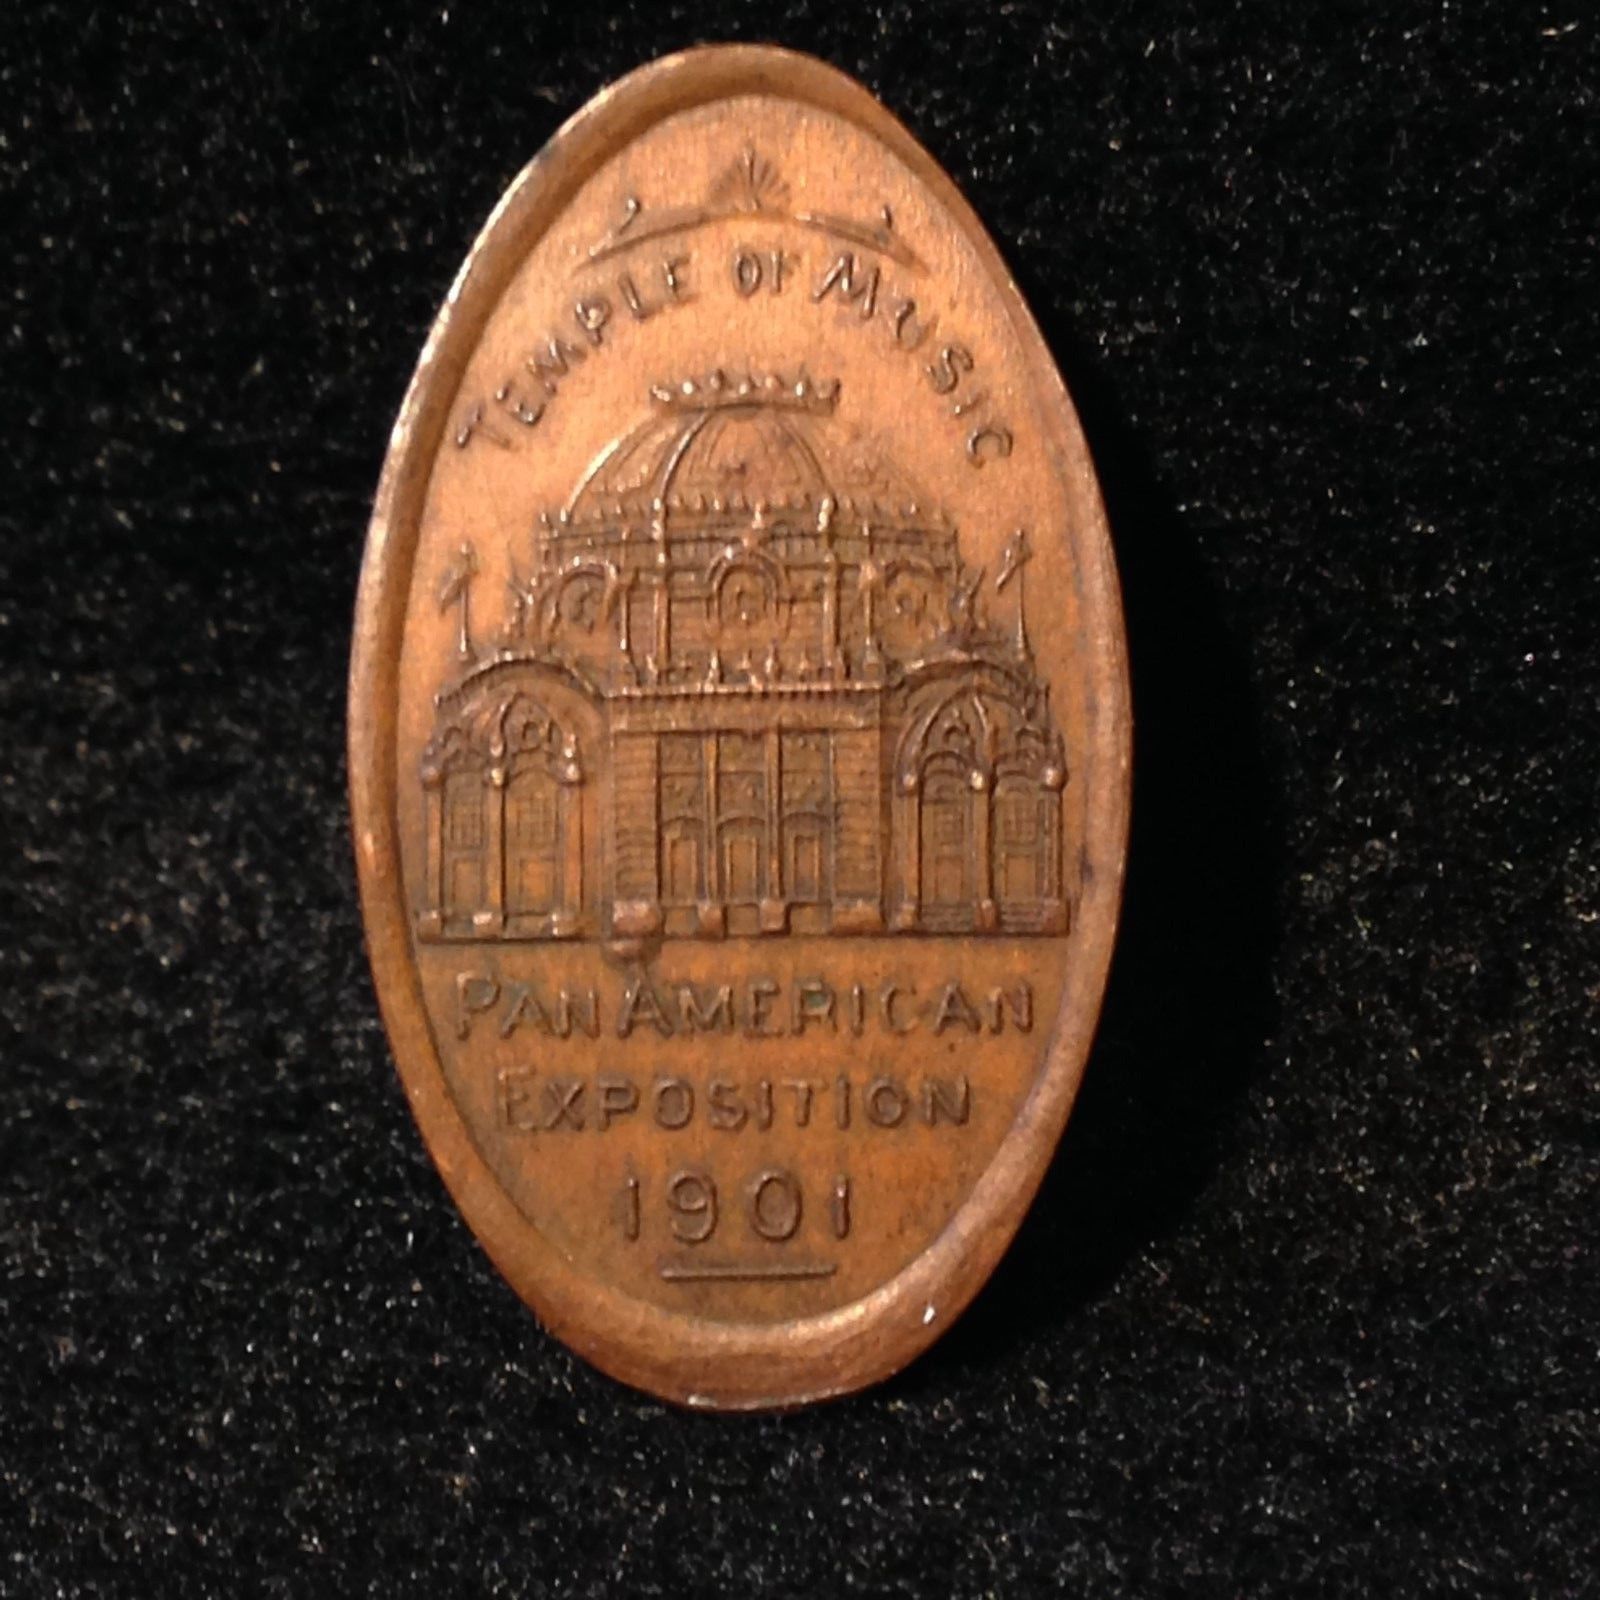 TEMPLE OF MUSIC
PAN AMERICAN
EXPOSITION
1901